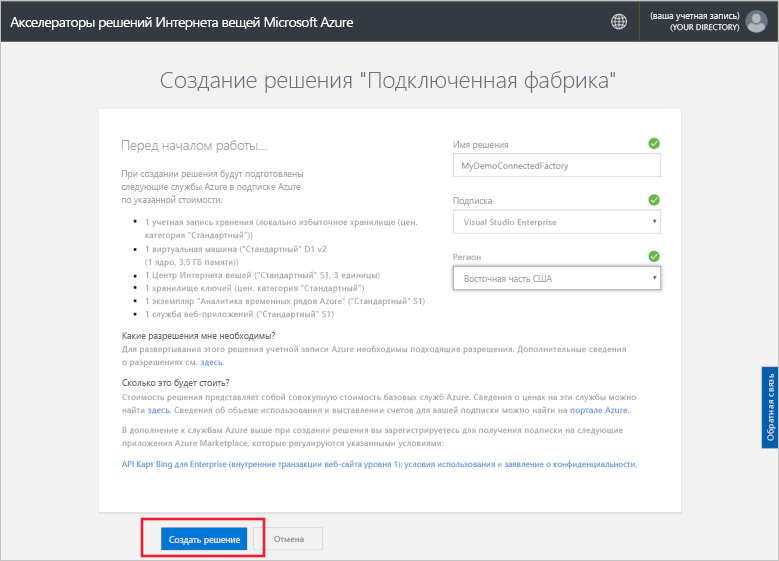 Акселераторы решений Интернета вещей Microsoft Azure
(ваша учетная запись)
(YOUR DIRECTORY)
Создание решения "Подключенная фабрика"
Перед началом работы...
При создании решения будут подготовлены
следующие службы Azure в подписке Azure
по указанной стоимости:
1 учетная запись хранения (локально избыточное хранилище (цен.
категория "Стандартный"))
1 виртуальная машина ("Стандартный" D1 v2
(1 ядро, 3,5 ГБ памяти))
1 Центр Интернета вещей ("Стандартный" S1, 3 единицы)
1 хранилище ключей (цен. категория "Стандартный")
1 экземпляр "Аналитика временных рядов Azure" ("Стандартный" S1)
1 служба веб-приложений ("Стандартный" S1)
Имя решения
MyDemoConnectedFactory
Подписка
Visual Studio Enterprise
Регион
Восточная часть США
Какие разрешения мне необходимы?
Для развертывания этого решения учетной записи Azure необходимы подходящие разрешения. Дополнительные сведения
о разрешениях см. здесь.
Сколько это будет стоить?
Стоимость решения представляет собой совокупную стоимость базовых служб Azure. Сведения о ценах на эти службы можно
найти здесь. Сведения об объеме использования и выставлении счетов для вашей подписки можно найти на портале Azure.
В дополнение к службам Azure выше при создании решения вы зарегистрируетесь для получения подписки на следующие
приложения Azure Marketplace, которые регулируются указанными условиями:
API Карт Bing для Enterprise (внутренние транзакции веб-сайта уровня 1): условия использования и заявление о конфиденциальности.
Обратная связь
Создать решение
Отмена